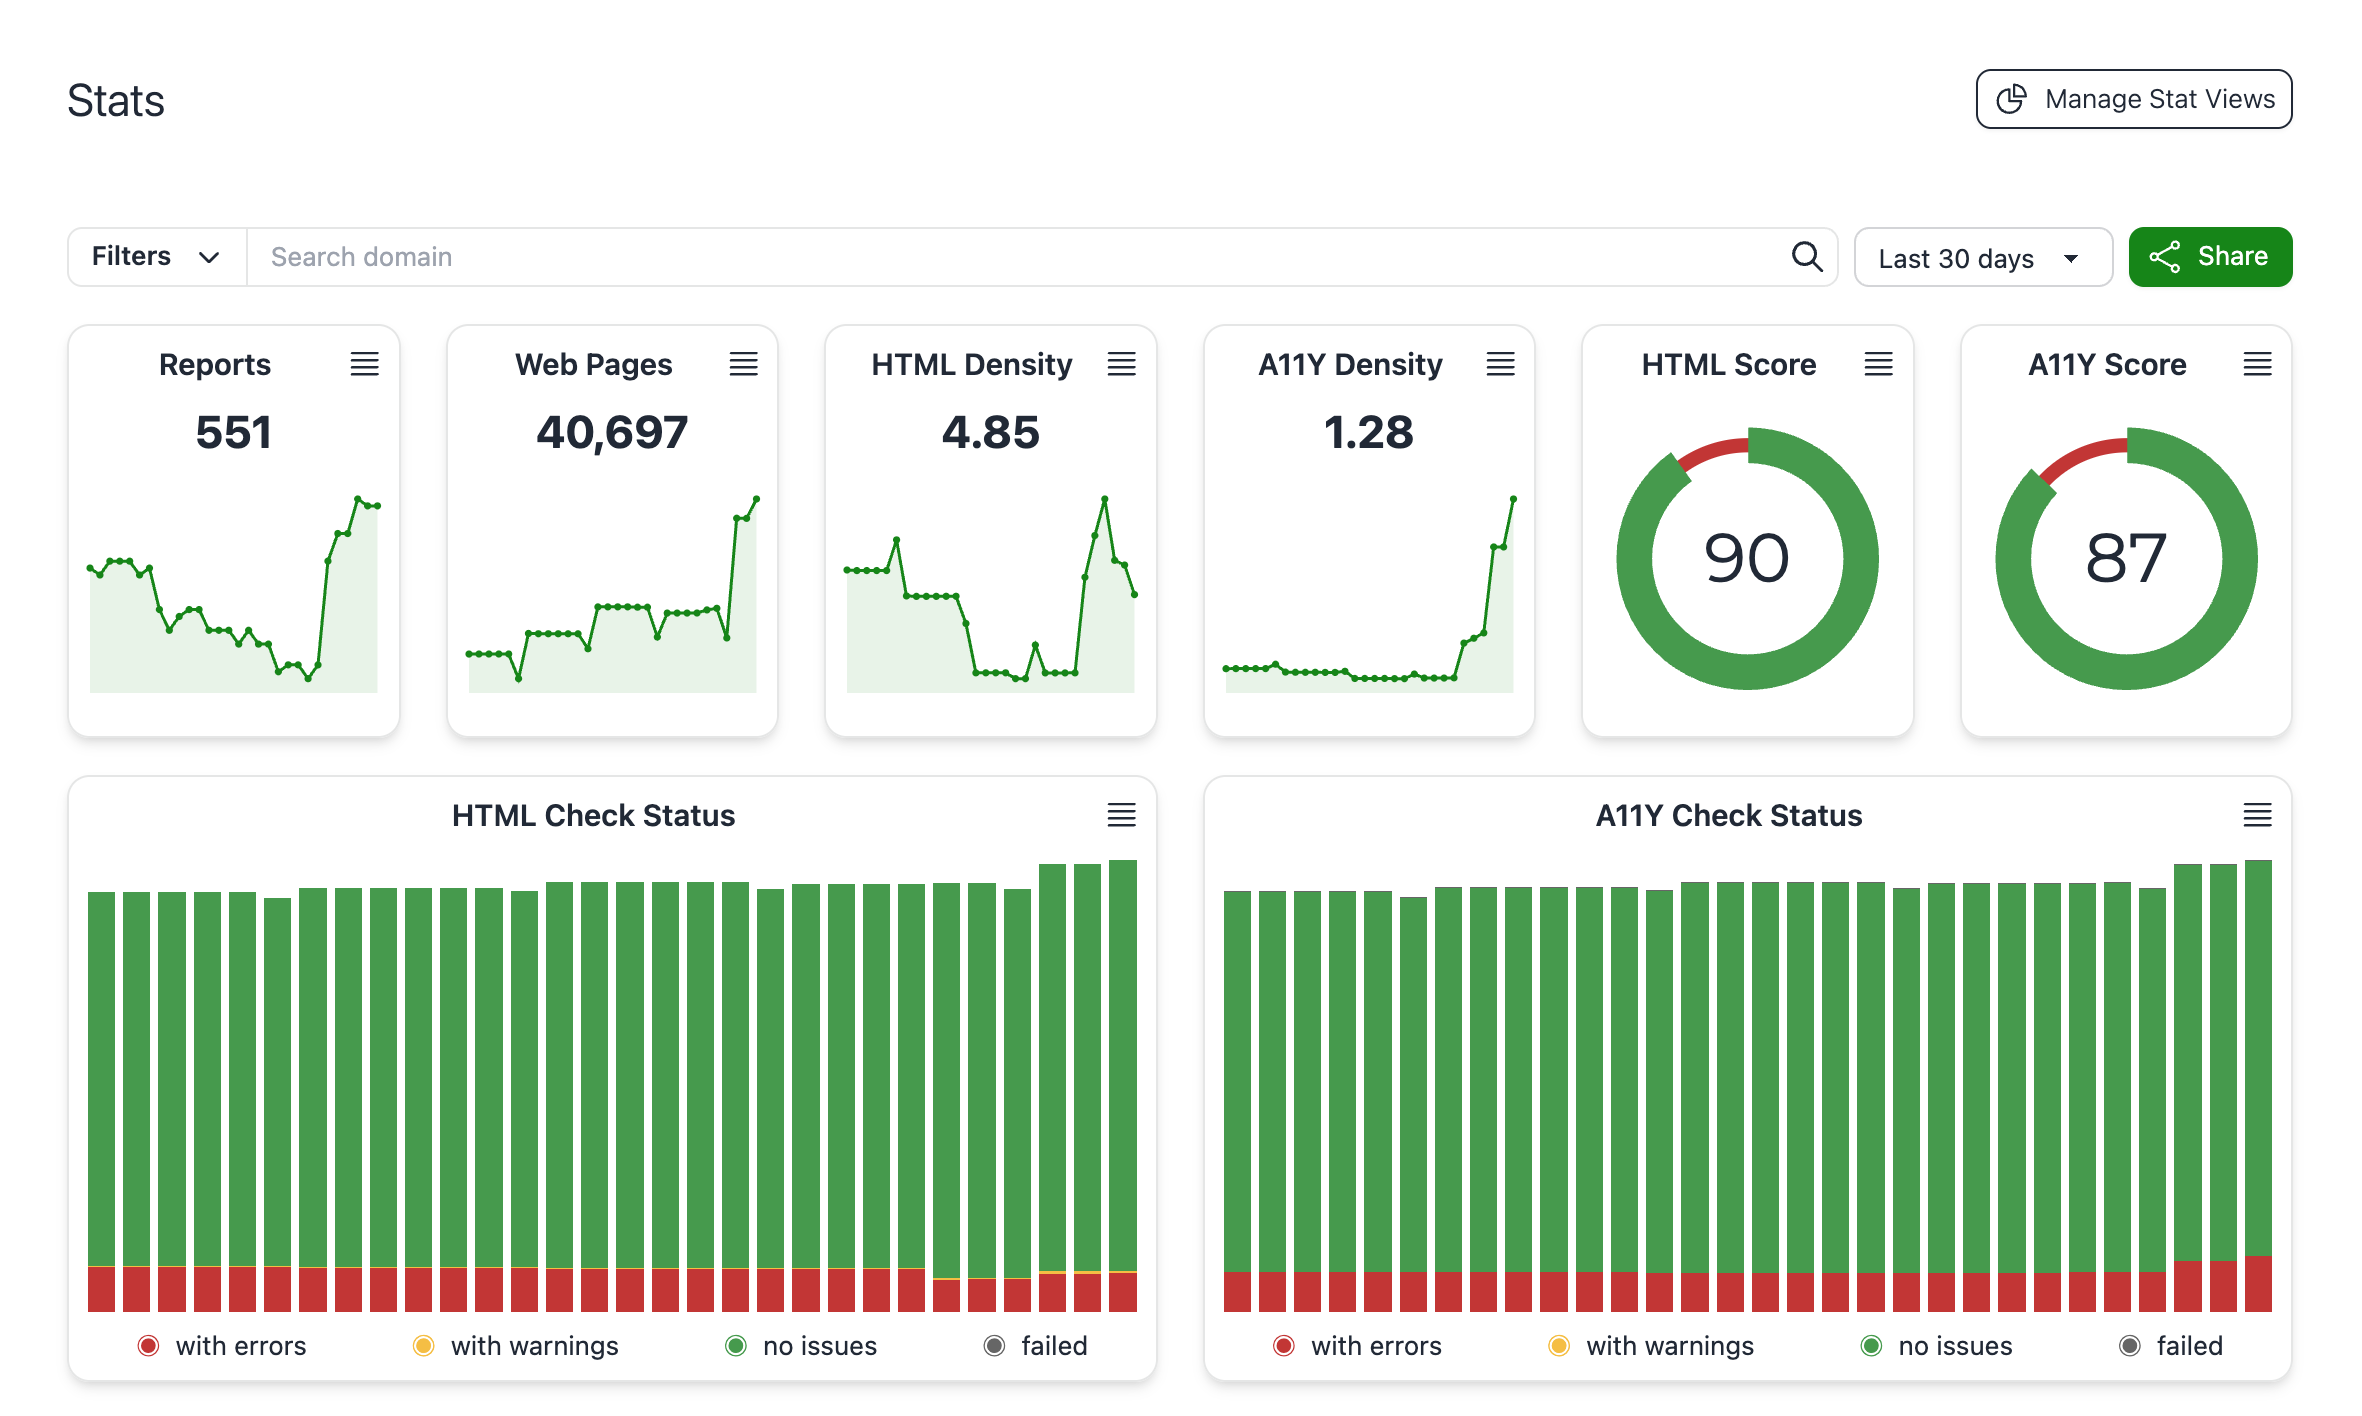 Stats
Manage Stat Views
Filters
Search domain
Last 30 days
Share
Reports
551
Web Pages
40,697
HTML Density
4.85
A11Y Density
1.28
HTML Score
90
A11Y Score
87
HTML Check Status
with errors
with warnings
no issues
failed
A11Y Check Status
with errors
with warnings
no issues
failed